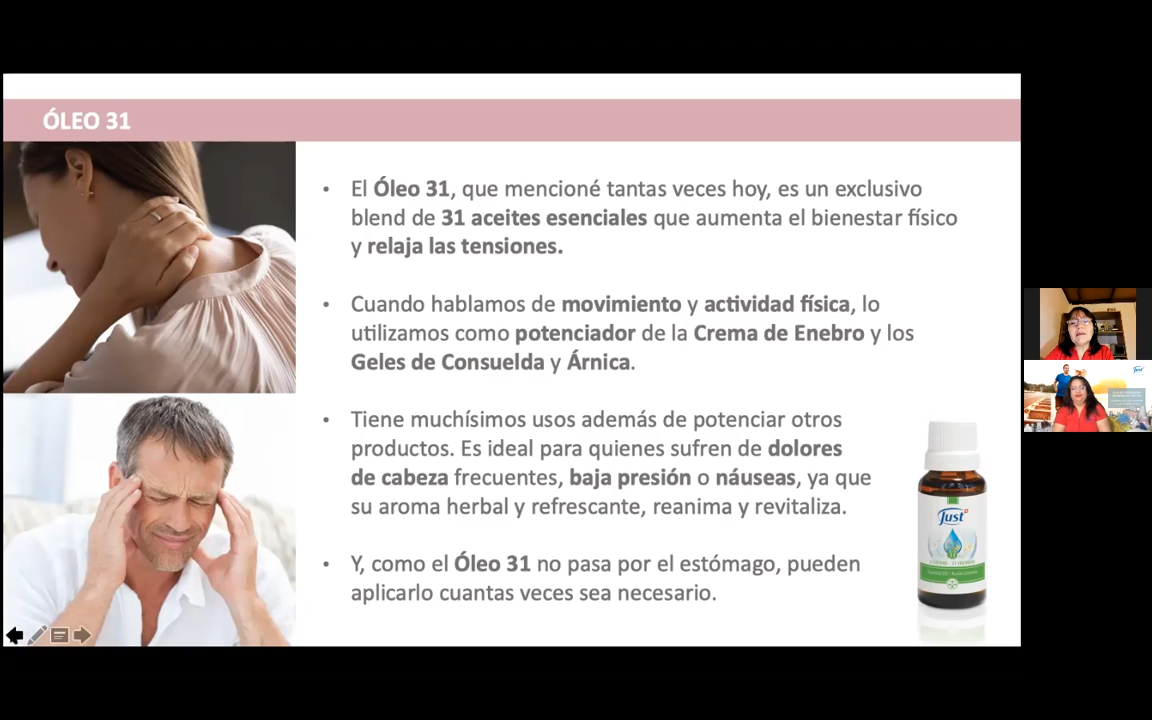 ÓLEO 31
• El Óleo 31, que mencioné tantas veces hoy, es un exclusivo
blend de 31 aceites esenciales que aumenta el bienestar físico
y relaja las tensiones.
• Cuando hablamos de movimiento y actividad física, lo
utilizamos como potenciador de la Crema de Enebro y los
Geles de Consuelda y Árnica.
• Tiene muchísimos usos además de potenciar otros
productos. Es ideal para quienes sufren de dolores
de cabeza frecuentes, baja presión o náuseas, ya que
su aroma herbal y refrescante, reanima y revitaliza.
• Y, como el Óleo 31 no pasa por el estómago, pueden
aplicarlo cuantas veces sea necesario.
Just
Just